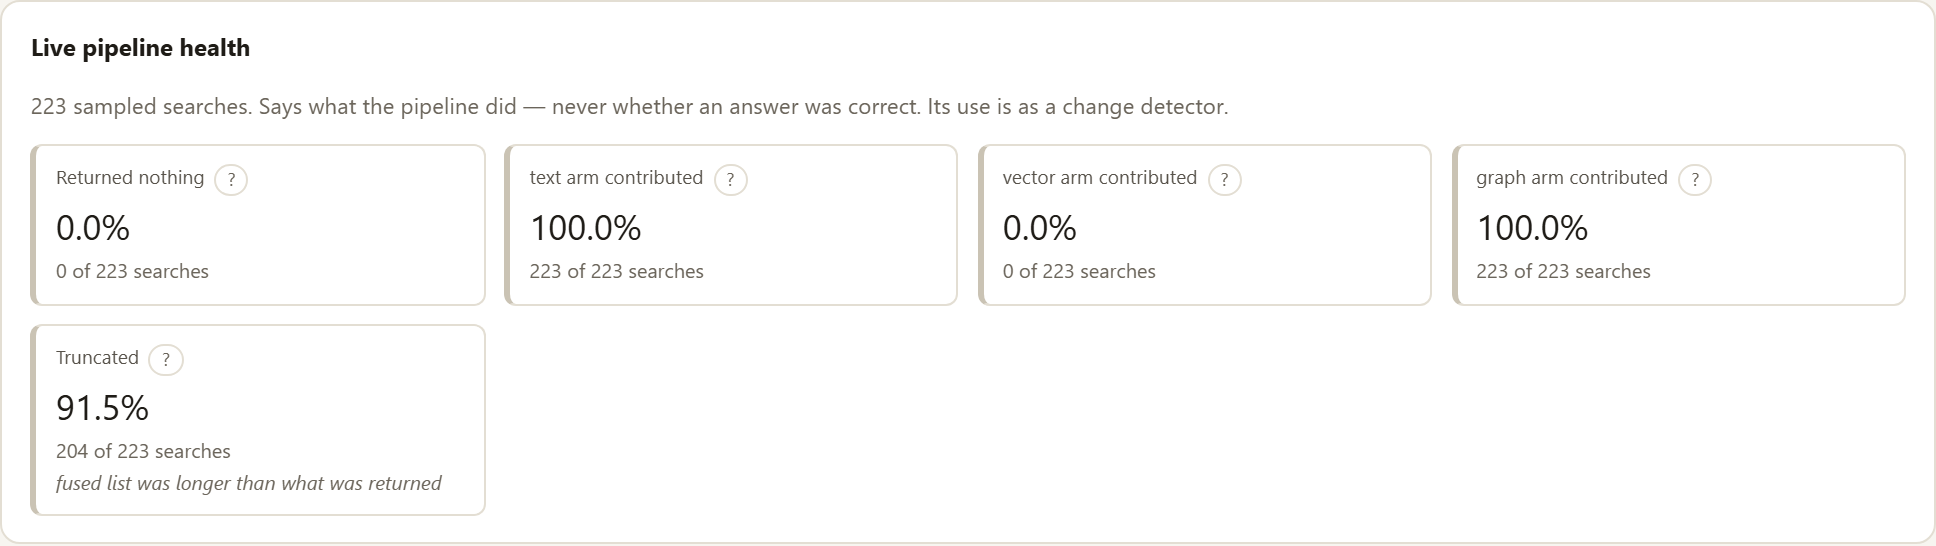 Live pipeline health
223 sampled searches. Says what the pipeline did — never whether an answer was correct. Its use is as a change detector.
Returned nothing ?
0.0%
0 of 223 searches
text arm contributed ?
100.0%
223 of 223 searches
vector arm contributed ?
0.0%
0 of 223 searches
graph arm contributed ?
100.0%
223 of 223 searches
Truncated ?
91.5%
204 of 223 searches
fused list was longer than what was returned